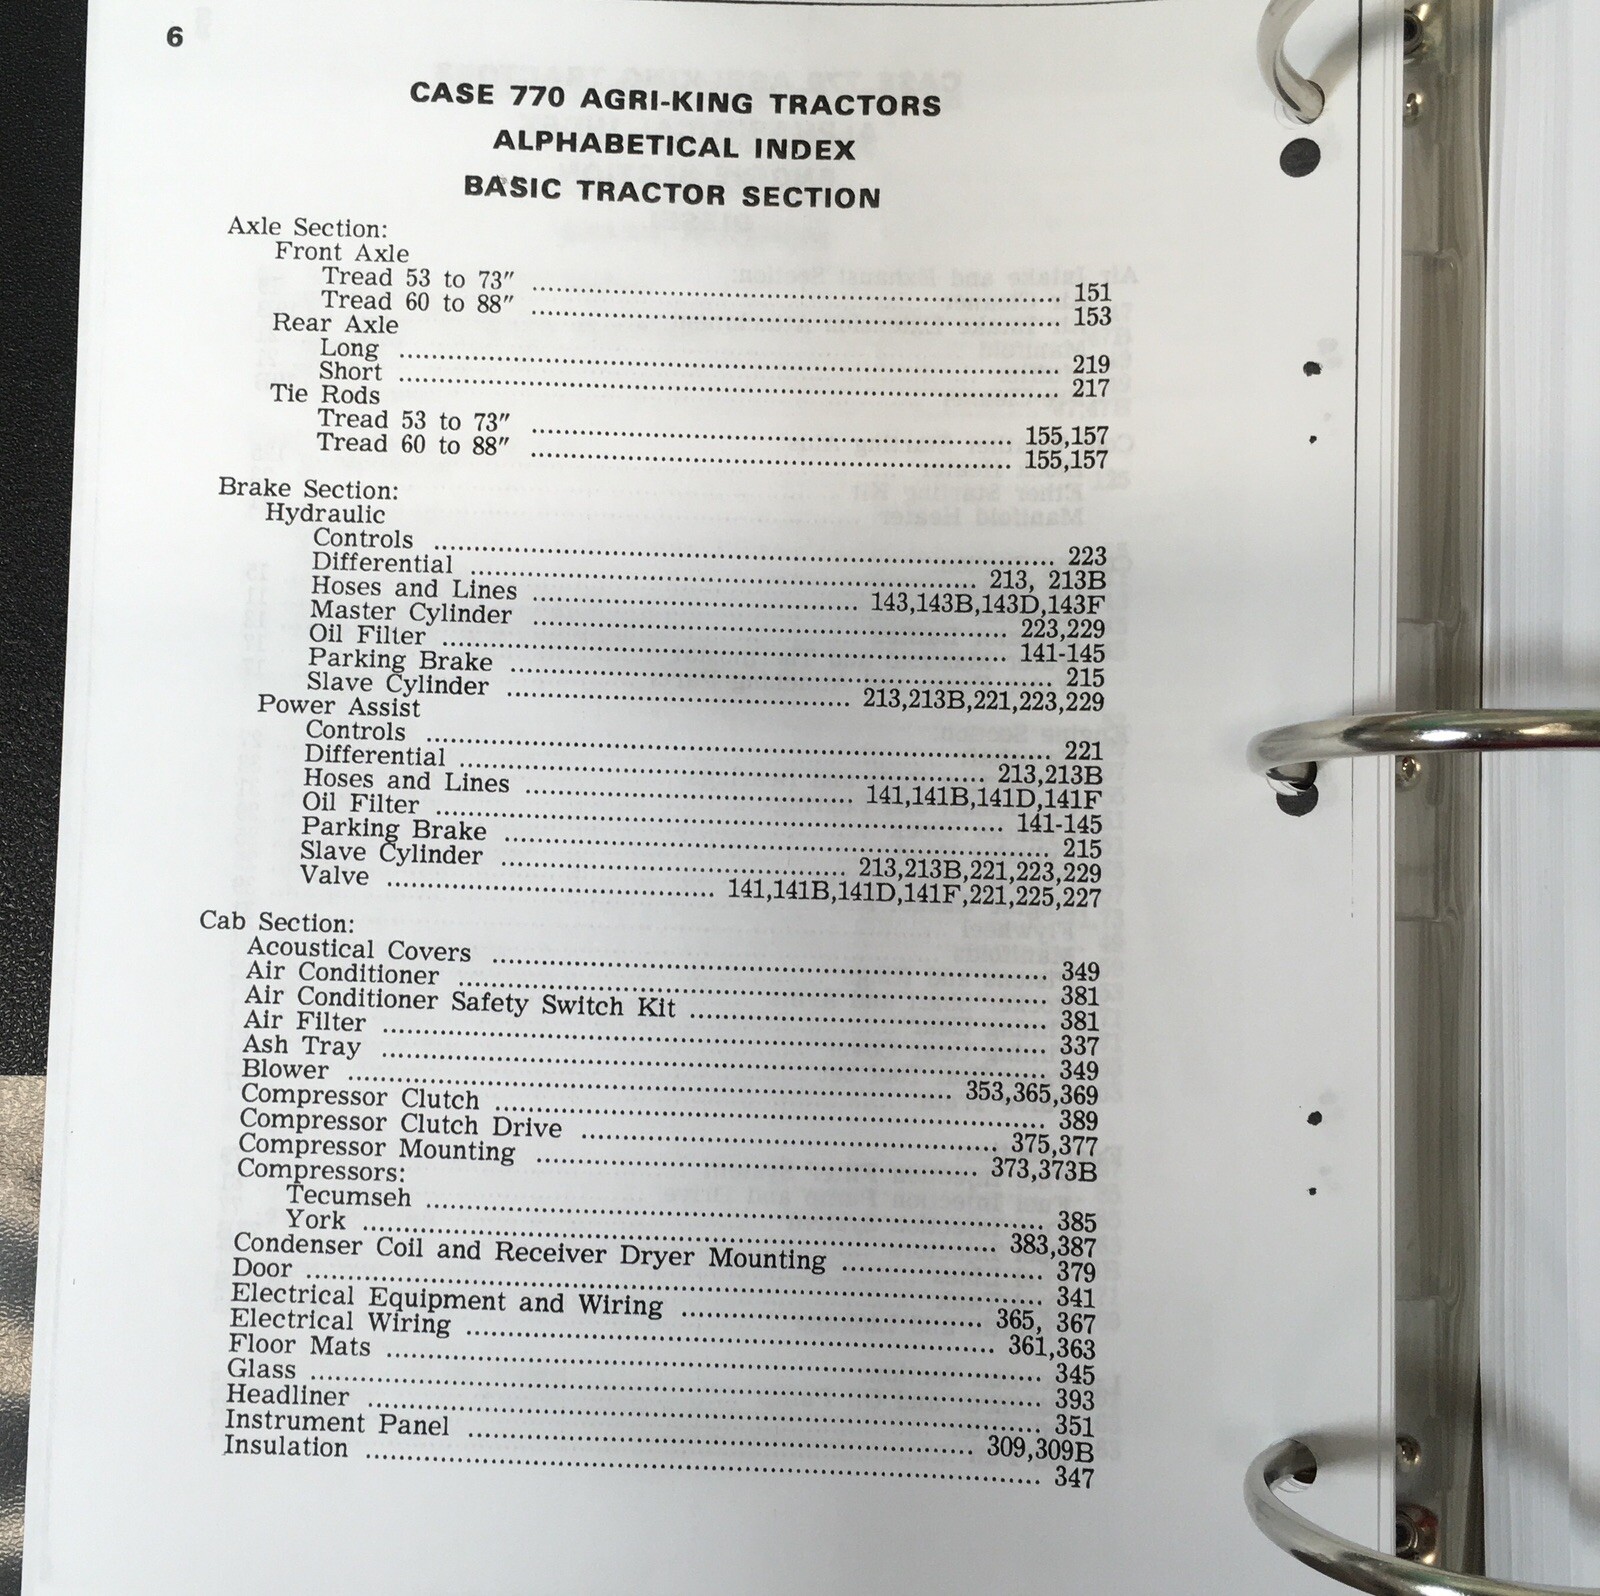 6
CASE 770 AGRI-KING TRACTORS
ALPHABETICAL INDEX
BASIC TRACTOR SECTION
Axle Section:
Front Axle
Tread 53 to 73" ........ 151
Tread 60 to 88" ........ 153
Rear Axle
Long ........ 219
Short ........ 217
Tie Rods
Tread 53 to 73" ........ 155,157
Tread 60 to 88" ........ 155,157
Brake Section:
Hydraulic
Controls ........ 223
Differential ........ 213, 213B
Hoses and Lines ........ 143,143B,143D,143F
Master Cylinder ........ 223,229
Oil Filter ........ 141-145
Parking Brake ........ 215
Slave Cylinder ........ 213,213B,221,223,229
Power Assist
Controls ........ 221
Differential ........ 213,213B
Hoses and Lines ........ 141,141B,141D,141F
Oil Filter ........ 141-145
Parking Brake ........ 215
Slave Cylinder ........ 213,213B,221,223,229
Valve ........ 141,141B,141D,141F,221,225,227
Cab Section:
Acoustical Covers ........ 349
Air Conditioner ........ 381
Air Conditioner Safety Switch Kit ........ 381
Air Filter ........ 337
Ash Tray ........ 349
Blower ........ 353,365,369
Compressor Clutch ........ 389
Compressor Clutch Drive ........ 375,377
Compressor Mounting ........ 373,373B
Compressors:
Tecumseh ........ 385
York ........ 383,387
Condenser Coil and Receiver Dryer Mounting ........ 379
Door ........ 341
Electrical Equipment and Wiring ........ 365, 367
Electrical Wiring ........ 361,363
Floor Mats ........ 345
Glass ........ 393
Headliner ........ 351
Instrument Panel ........ 309,309B
Insulation ........ 347